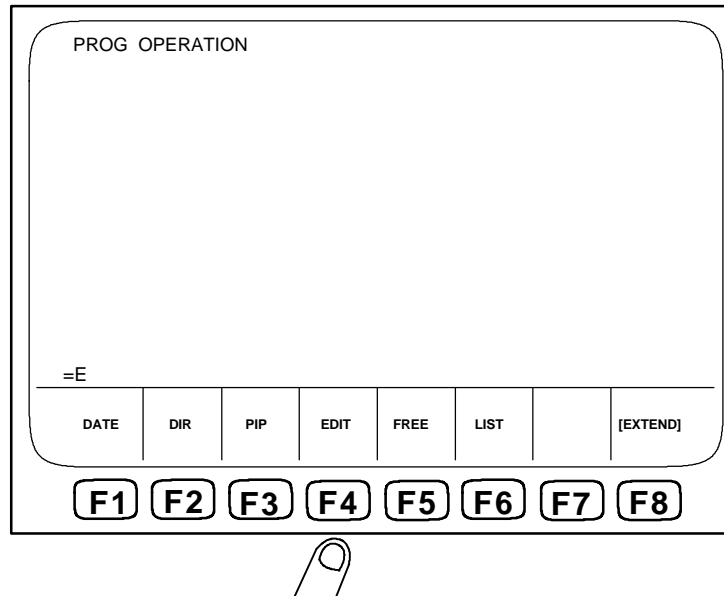 PROG OPERATION
=E
DATE DIR PIP EDIT FREE LIST [EXTEND]
F1 F2 F3 F4 F5 F6 F7 F8